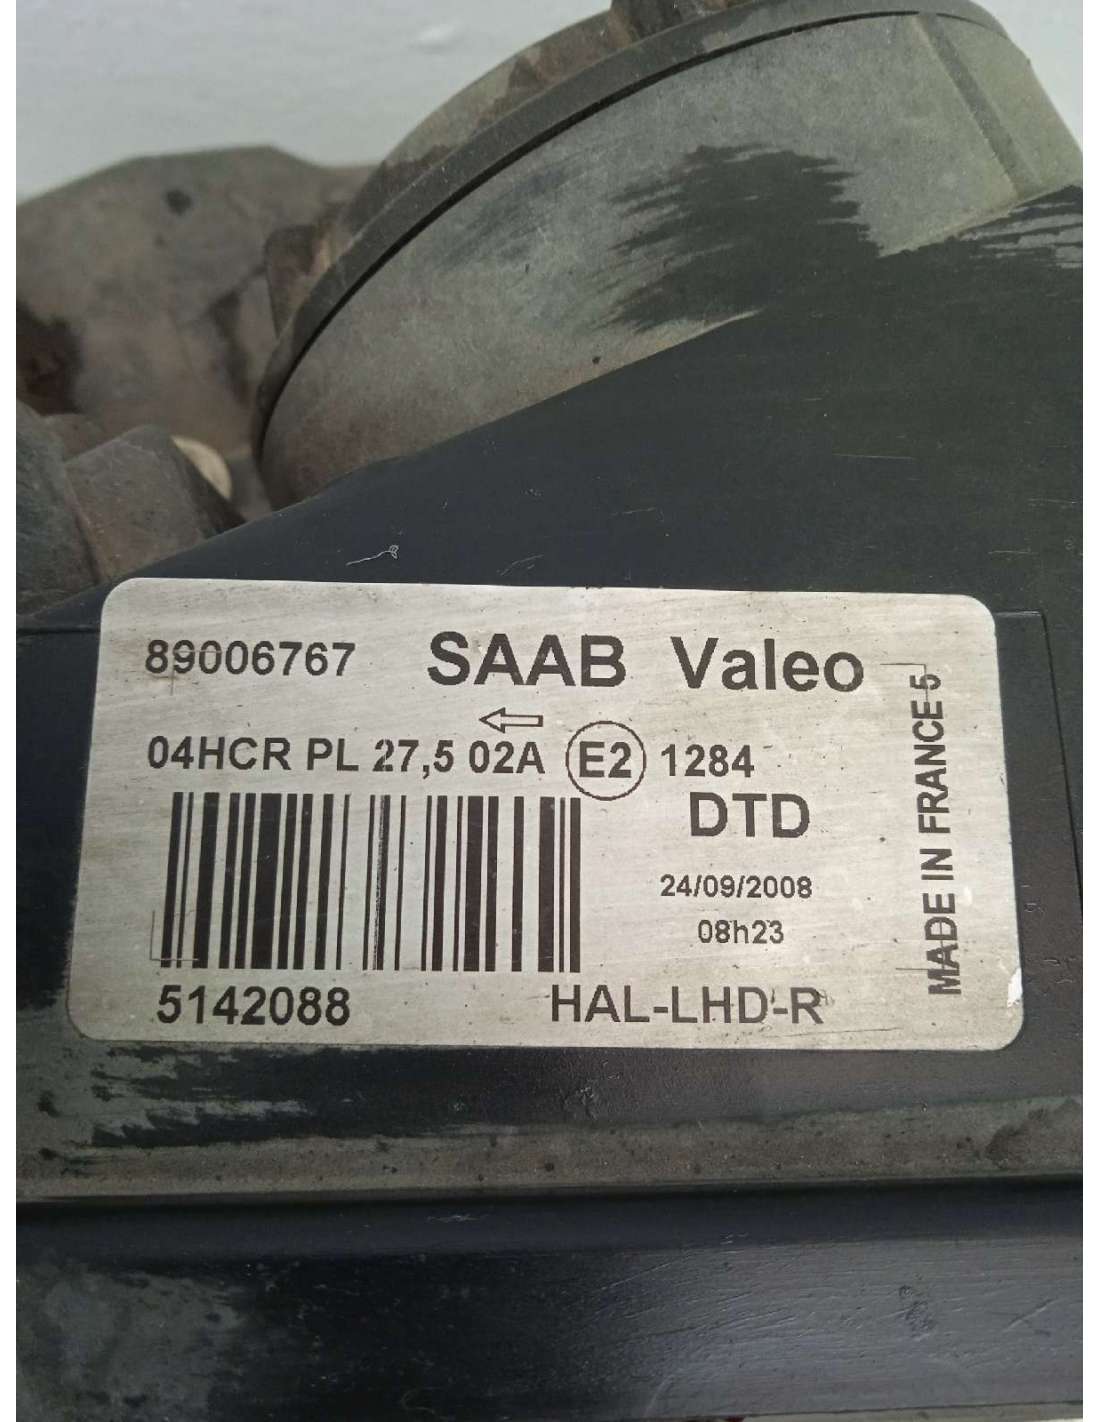 89006767 SAAB Valeo
04HCR PL 27,5 02A E2 1284
DTD
24/09/2008
08h23
5142088 HAL-LHD-R
MADE IN FRANCE 5